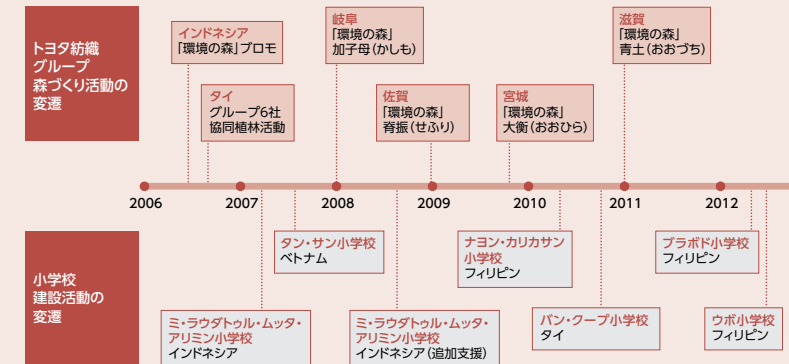 トヨタ紡織
グループ
森づくり活動の
変遷
インドネシア
「環境の森」ブロモ
タイ
グループ6社
協同植林活動
岐阜
「環境の森」
加子母（かしも）
佐賀
「環境の森」
脊振（せふり）
宮城
「環境の森」
大衡（おおひら）
滋賀
「環境の森」
青土（おおづち）
2006
2007
2008
2009
2010
2011
2012
小学校
建設活動の
変遷
ミ・ラウダトゥル・ムッタ・
アリミン小学校
インドネシア
タン・サン小学校
ベトナム
ミ・ラウダトゥル・ムッタ・
アリミン小学校
インドネシア（追加支援）
ナヨン・カリカサン
小学校
フィリピン
バン・クープ小学校
タイ
プラボド小学校
フィリピン
ウボ小学校
フィリピン